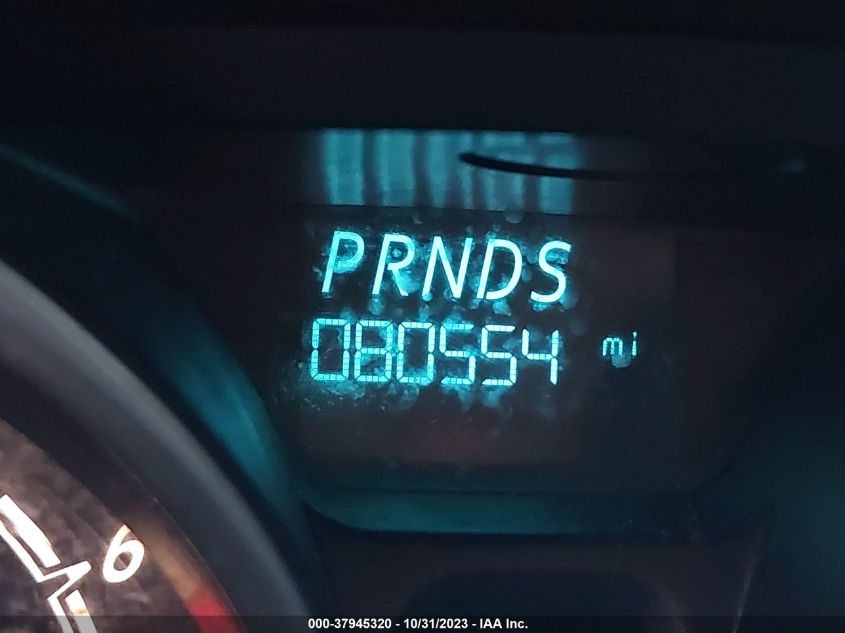 PRNDS
080554 mi
6
000-37945320 - 10/31/2023 - IAA Inc.